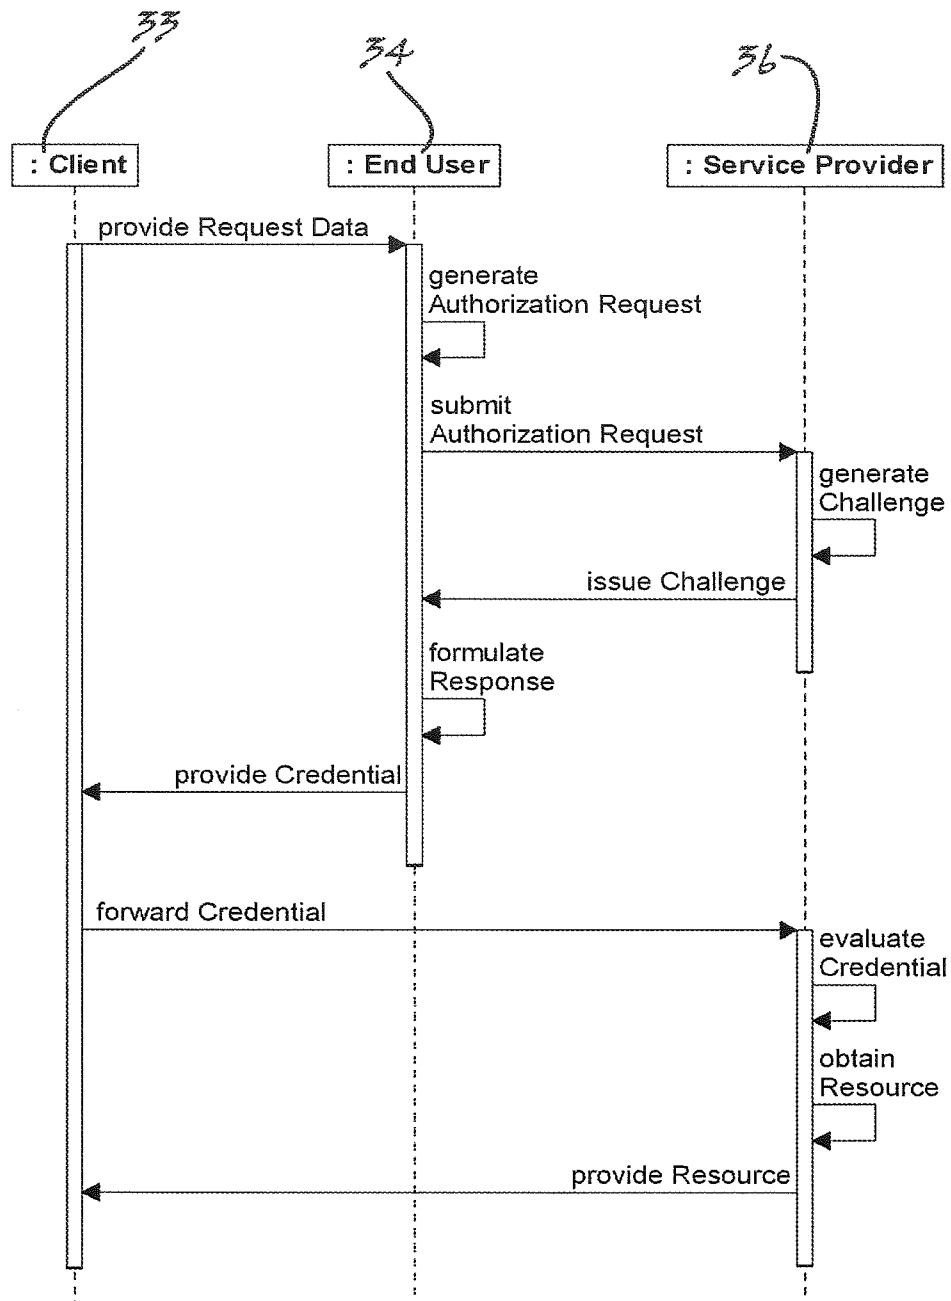 33
34
36
: Client
: End User
: Service Provider
provide Request Data
generate
Authorization Request
submit
Authorization Request
generate
Challenge
issue Challenge
formulate
Response
provide Credential
forward Credential
evaluate
Credential
obtain
Resource
provide Resource